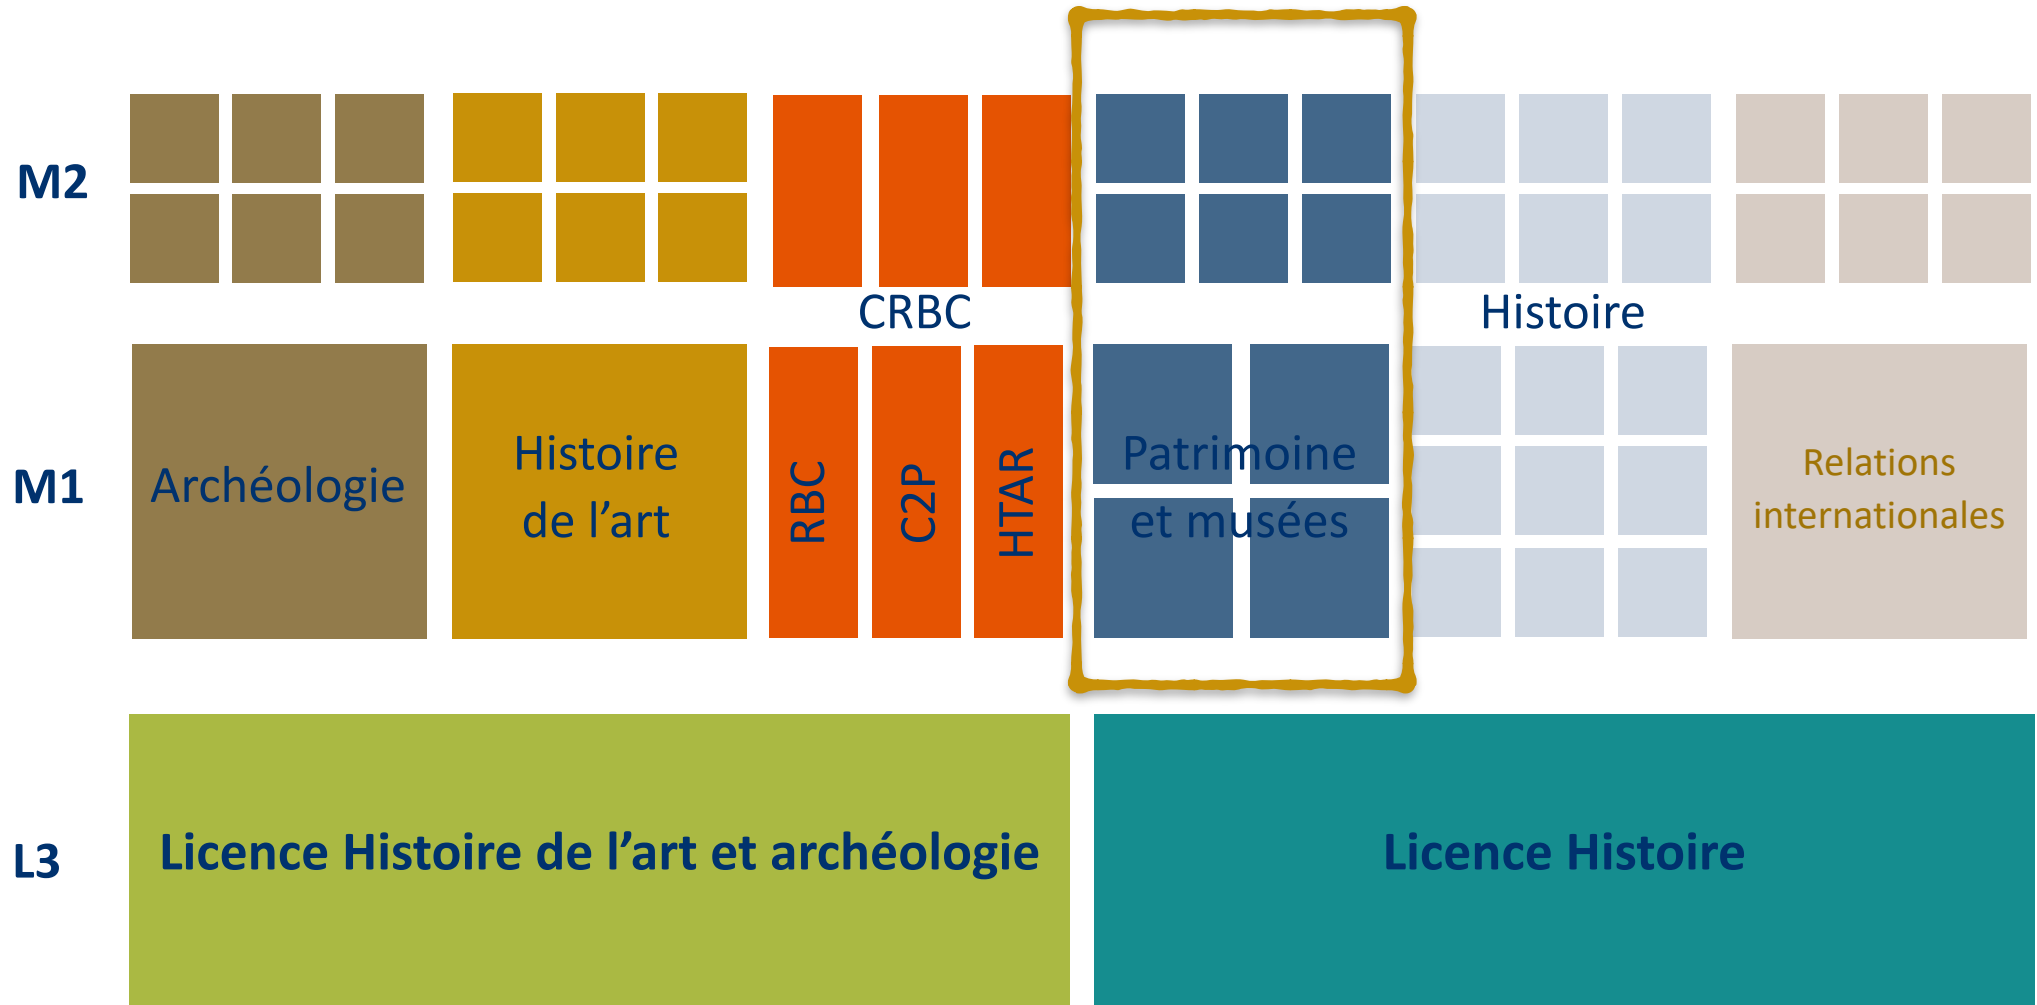 M2
CRBC
Histoire
M1
Archéologie
Histoire
de l’art
RBC
C2P
HTAR
Patrimoine
et musées
Relations
internationales
L3
Licence Histoire de l’art et archéologie
Licence Histoire